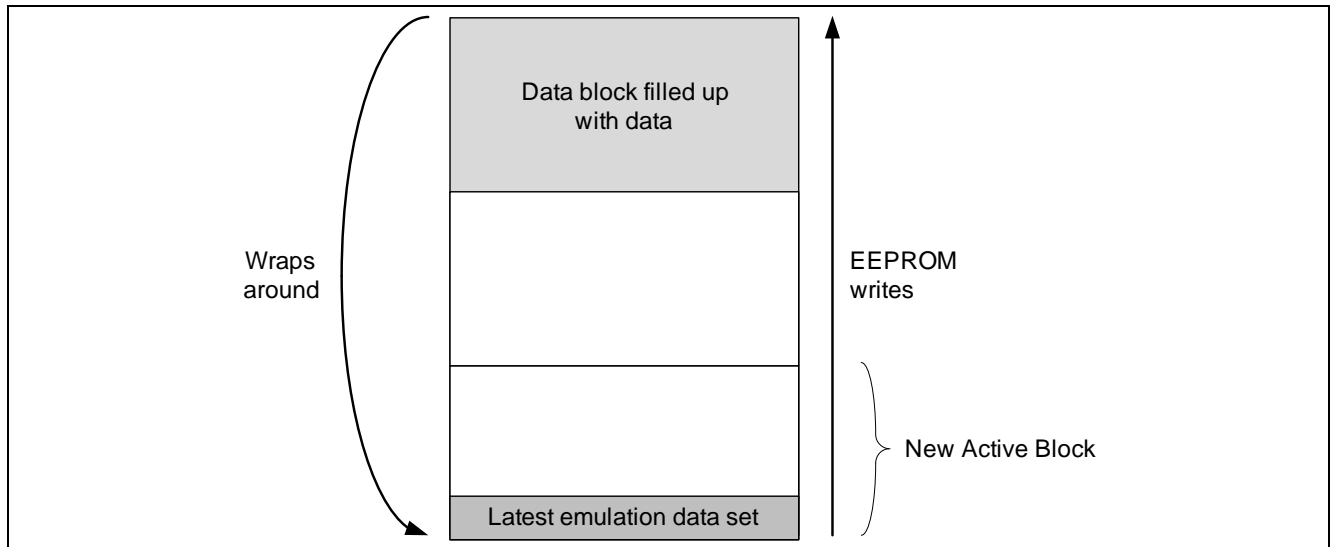 Data block filled up
with data
Wraps
around
EEPROM
writes
New Active Block
Latest emulation data set